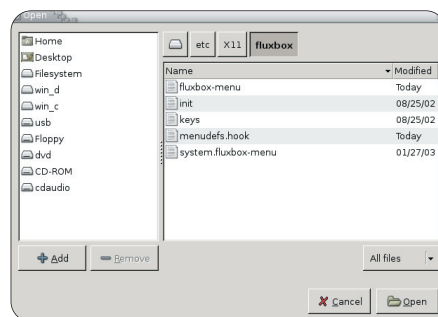 Open
Home
Desktop
Filesystem
win_d
win_c
usb
Floppy
dvd
CD-ROM
cdaudio
Add
Remove
etc X11 fluxbox
Name Modified
fluxbox-menu Today
init 08/25/02
keys 08/25/02
menudefs.hook Today
system.fluxbox-menu 01/27/03
All files
Cancel
Open